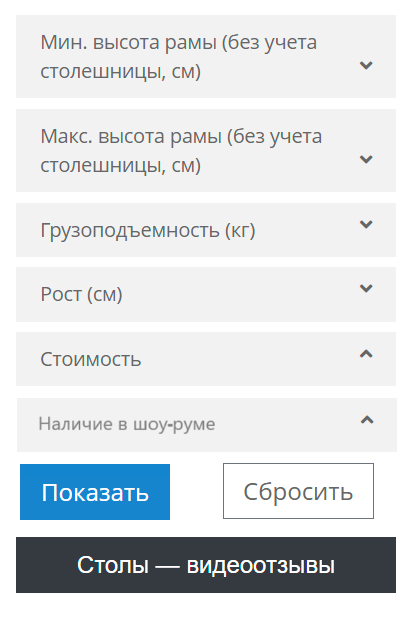 Мин. высота рамы (без учета
столешницы, см)
Макс. высота рамы (без учета
столешницы, см)
Грузоподъемность (кг)
Рост (см)
Стоимость
Наличие в шоу-руме
Показать
Сбросить
Столы — видеоотзывы